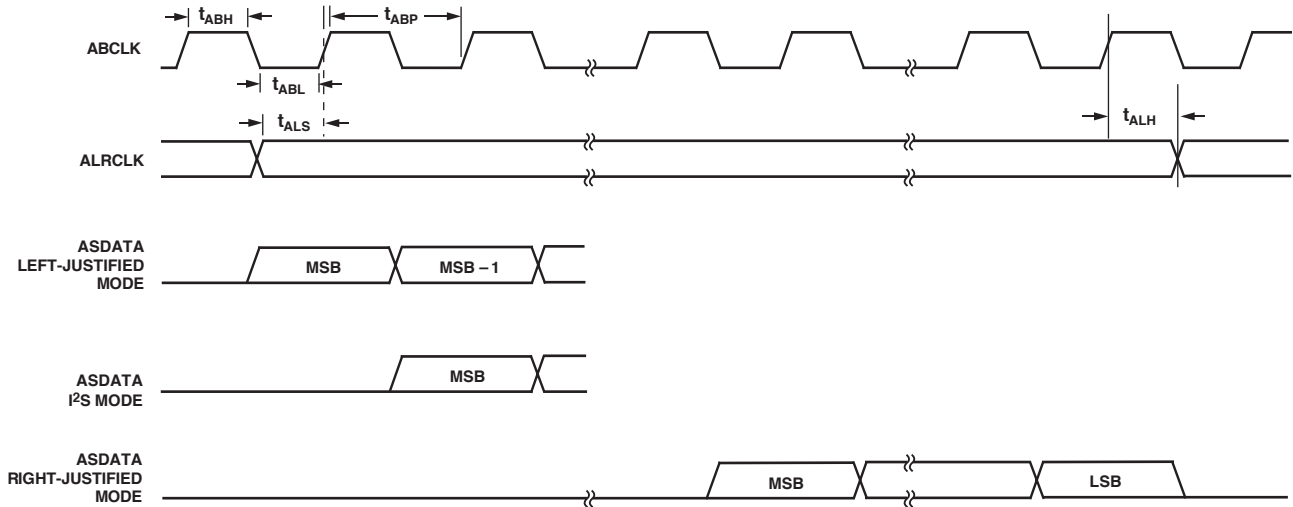 tABH
tABP
ABCLK
tABL
tALS
tALH
ALRCLK
ASDATA
LEFT-JUSTIFIED
MODE
MSB
MSB – 1
ASDATA
I²S MODE
MSB
ASDATA
RIGHT-JUSTIFIED
MODE
MSB
LSB